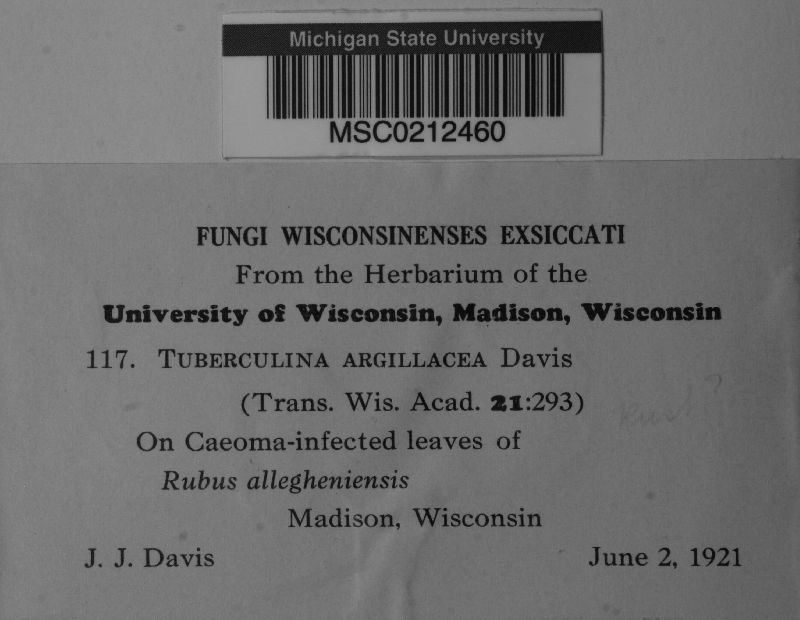 Michigan State University
MSC0212460
FUNGI WISCONSINENSES EXSICCATI
From the Herbarium of the
University of Wisconsin, Madison, Wisconsin
117. TUBERCULINA ARGILLACEA Davis
(Trans. Wis. Acad. 21:293)
Rust?
On Caeoma-infected leaves of
Rubus allegheniensis
Madison, Wisconsin
J. J. Davis June 2, 1921